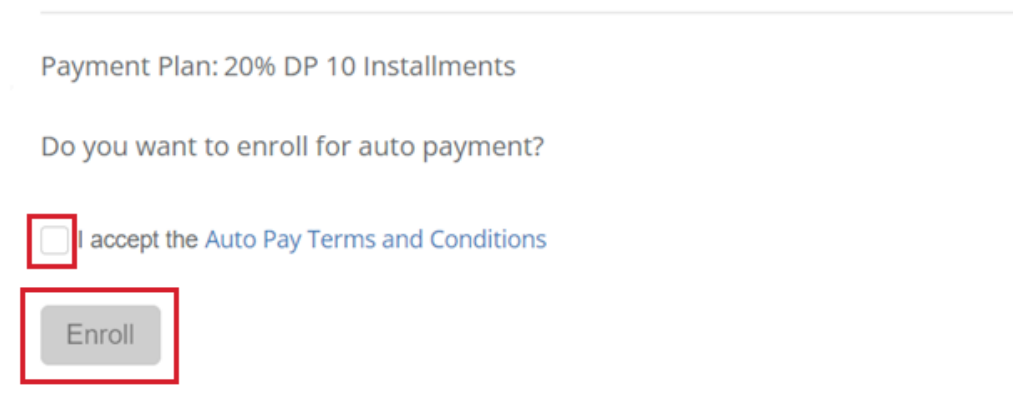 Payment Plan: 20% DP 10 Installments
Do you want to enroll for auto payment?
I accept the Auto Pay Terms and Conditions
Enroll